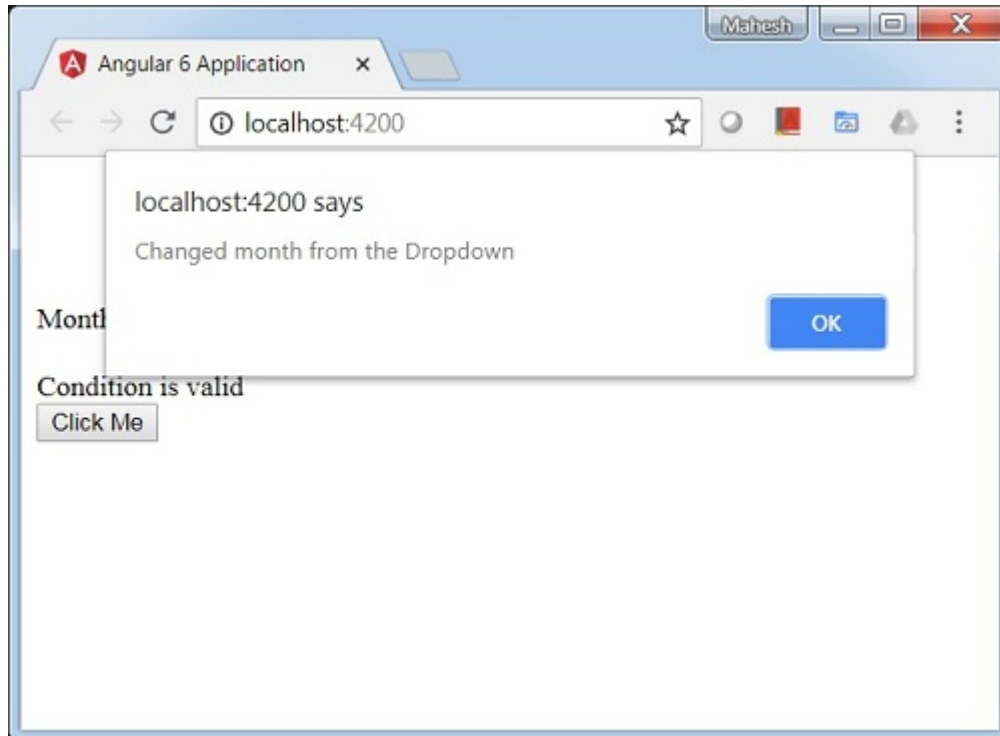 Mahesh
Angular 6 Application
localhost:4200
localhost:4200 says
Changed month from the Dropdown
OK
Condition is valid
Click Me